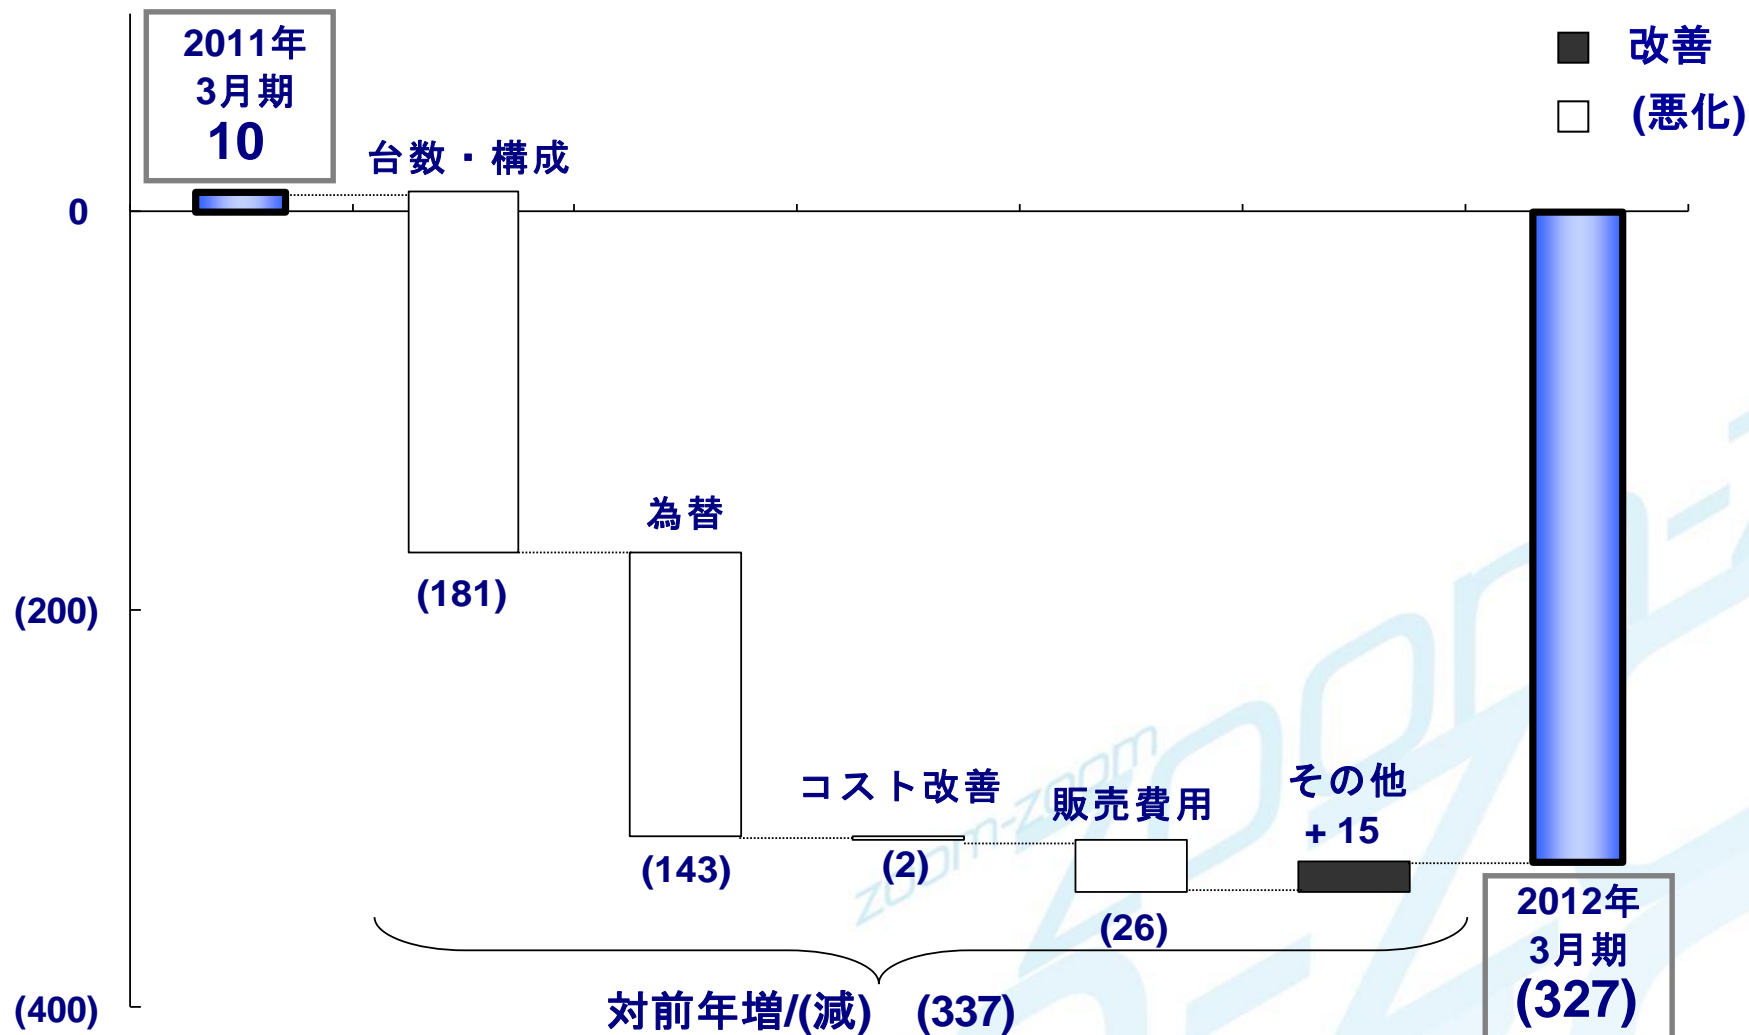 2011年
3月期
10
改善
(悪化)
台数・構成
0
為替
(181)
(200)
コスト改善
販売費用
その他
+ 15
(143)
(2)
(26)
2012年
3月期
(327)
対前年増/(減) (337)
(400)
zoom-zoom